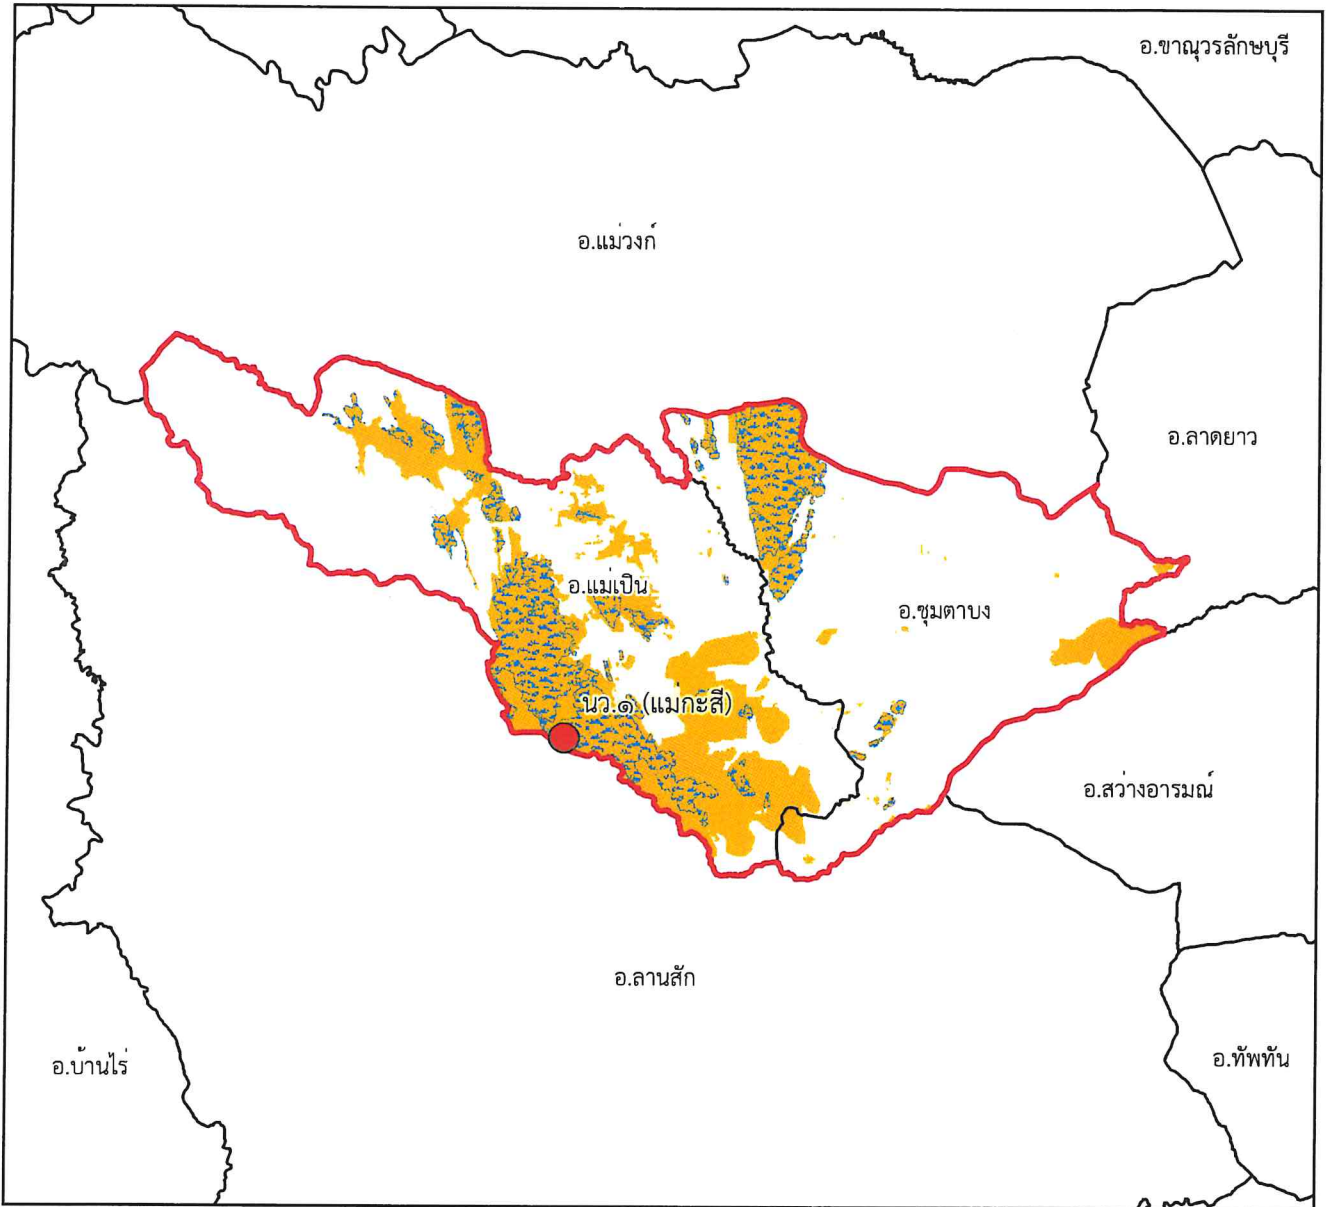 อ.ขาณุวรลักษบุรี
อ.แม่วงก์
อ.ลาดยาว
อ.แม่เปิน
อ.ชุมตาบง
นว.๑ (แม่กะสี)
อ.สว่างอารมณ์
อ.ลานสัก
อ.บ้านไร่
อ.ทัพทัน